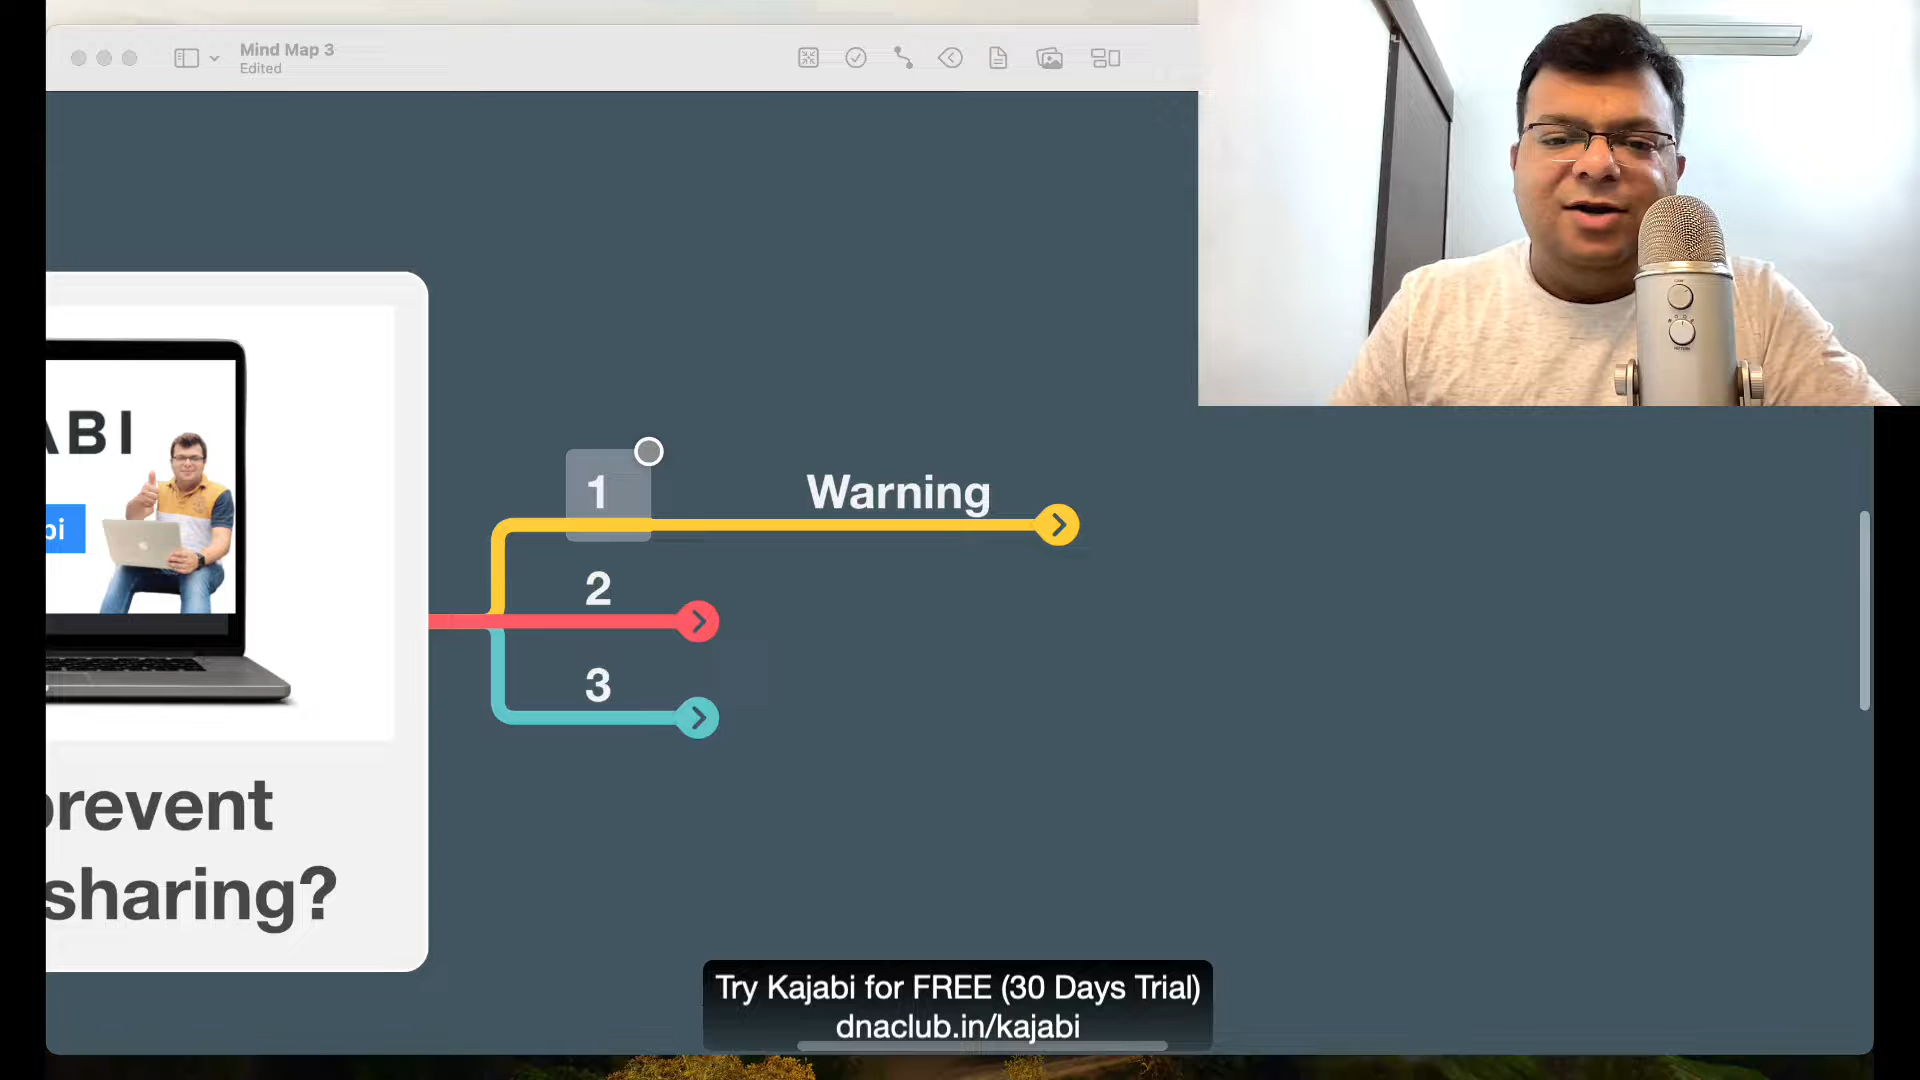 Mind Map 3
Edited
ABI
bi
1
Warning
2
3
prevent
sharing?
Try Kajabi for FREE (30 Days Trial)
dnaclub.in/kajabi